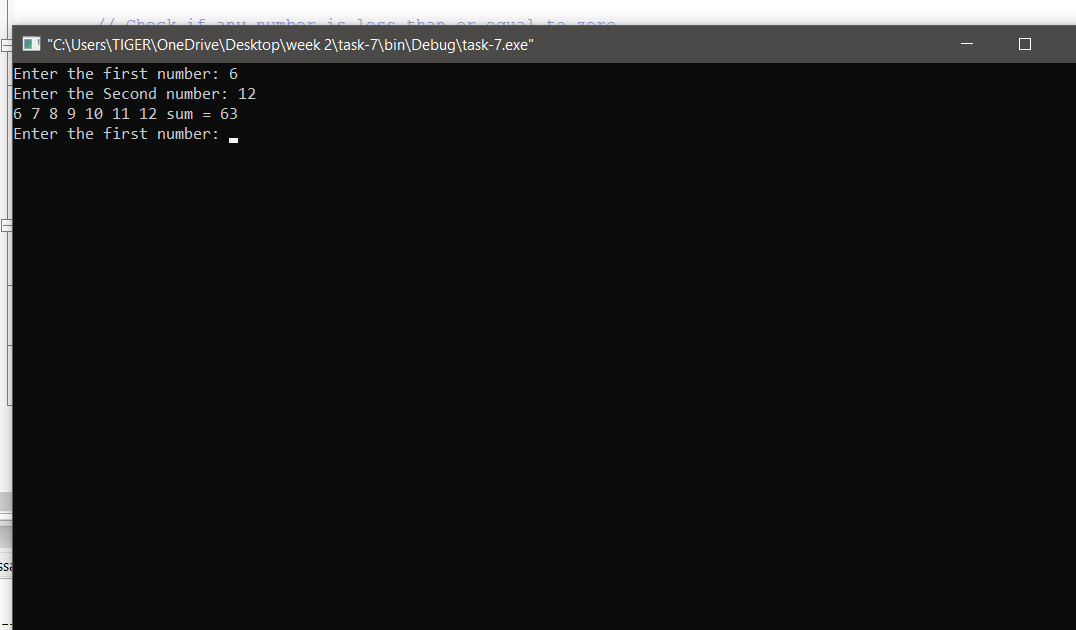 // Check if any number is less than or equal to zero
"C:\Users\TIGER\OneDrive\Desktop\week 2\task-7\bin\Debug\task-7.exe"
Enter the first number: 6
Enter the Second number: 12
6 7 8 9 10 11 12 sum = 63
Enter the first number: